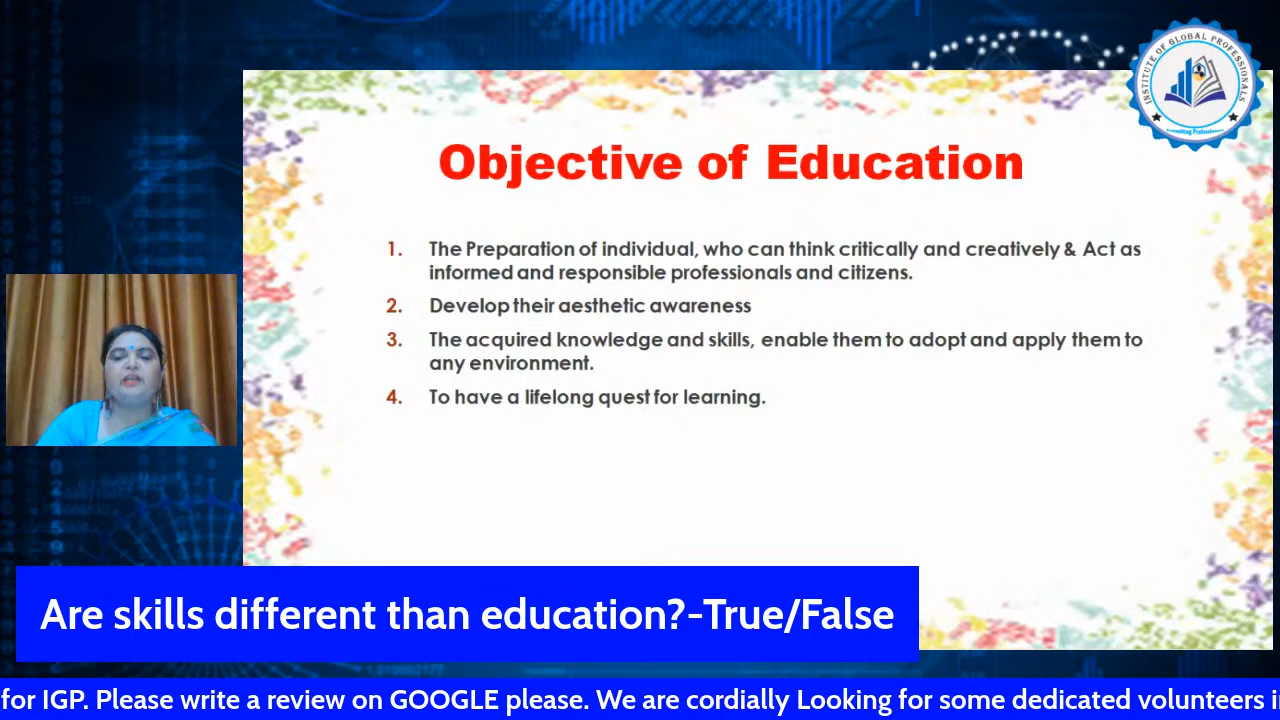 INSTITUTE OF GLOBAL PROFESSIONALS
Objective of Education
1. The Preparation of individual, who can think critically and creatively & Act as
informed and responsible professionals and citizens.
2. Develop their aesthetic awareness
3. The acquired knowledge and skills, enable them to adopt and apply them to
any environment.
4. To have a lifelong quest for learning.
Are skills different than education?-True/False
for IGP. Please write a review on GOOGLE please. We are cordially Looking for some dedicated volunteers